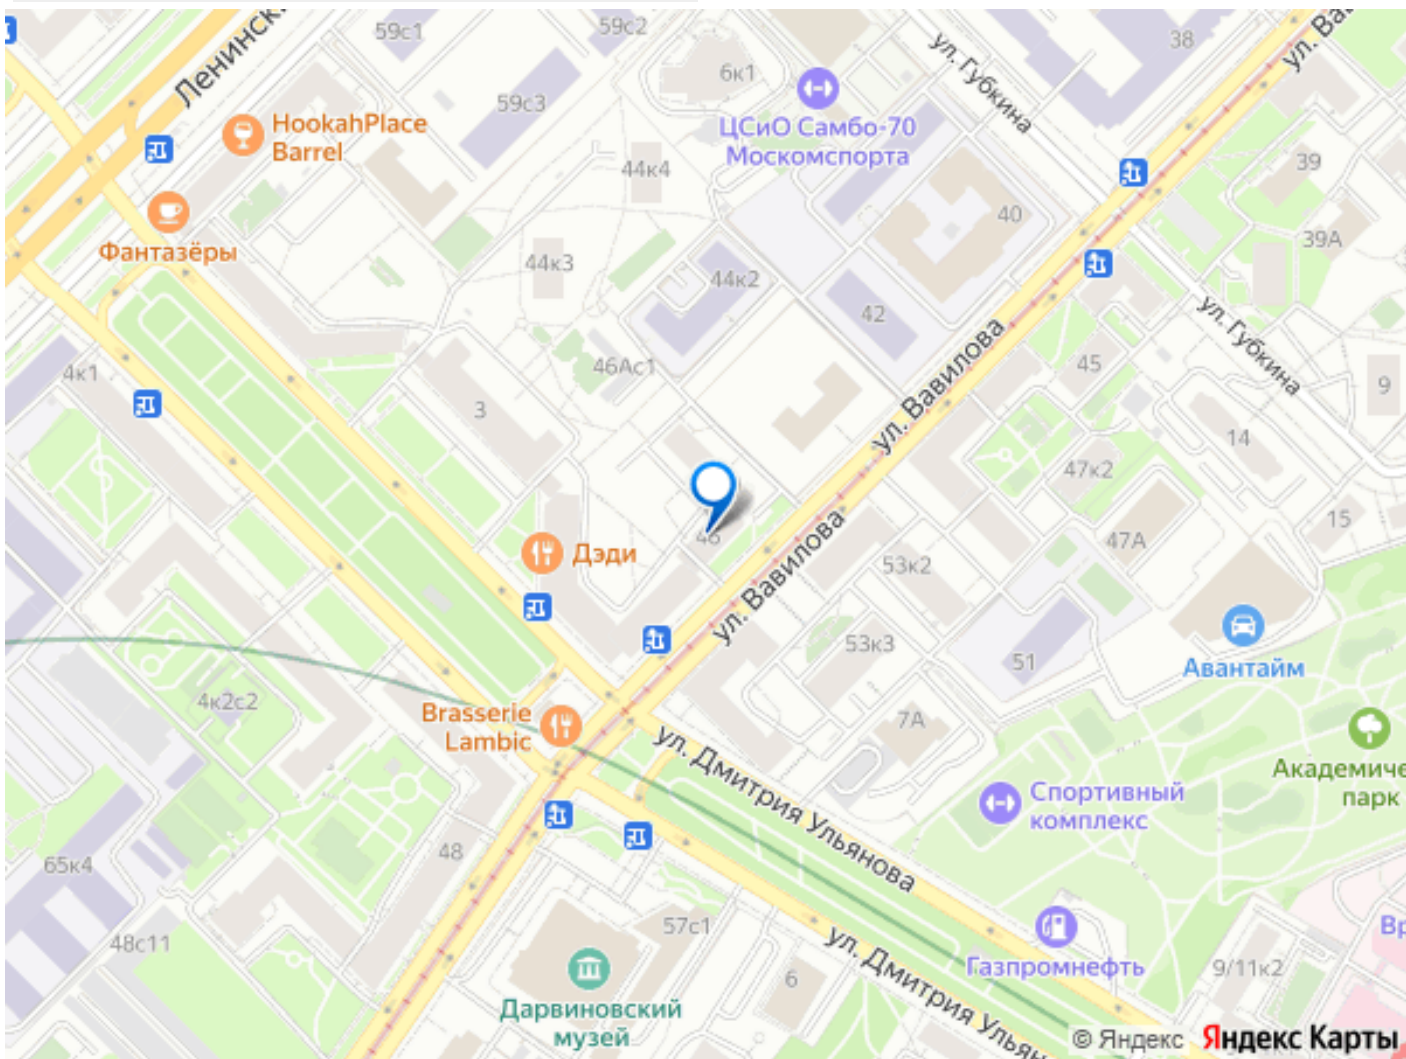 59с1
59с2
38
ул. Ва
Ленинск
ул. Губкина
6к1
59с3
HookahPlace
Barrel
ЦСиО Самбо-70
Москомспорта
44к4
39
40
39А
Фантазёры
44к3
44к2
42
ул. Губкина
ул. Вавилова
46Ас1
4к1
45
9
3
14
47к2
ул. Вавилова
15
46
Дэди
47А
53к2
53к3
51
Авантайм
4к2с2
Brasserie
Lambic
7А
ул. Дмитрия Ульянова
Академиче
парк
Спортивный
комплекс
48
65к4
57с1
Вр
48с11
ул. Дмитрия Ульян
Газпромнефть
9/11к2
6
Дарвиновский
музей
© Яндекс Яндекс Карты